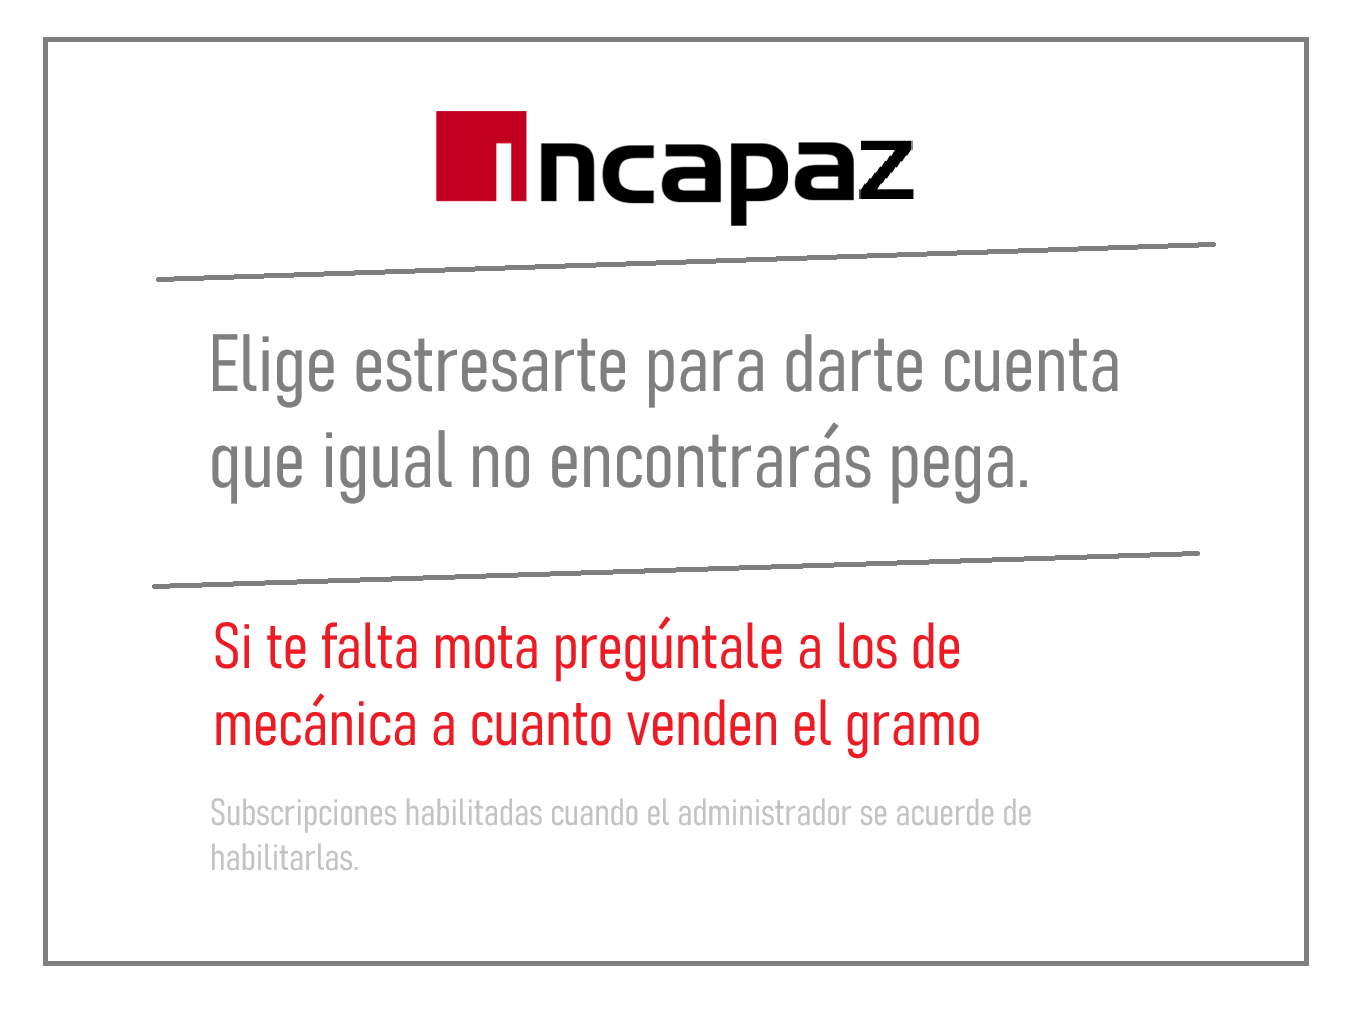 incapaz
Elige estresarte para darte cuenta
que igual no encontrarás pega.
Si te falta mota pregúntale a los de
mecánica a cuanto venden el gramo
Subscripciones habilitadas cuando el administrador se acuerde de
habilitarlas.